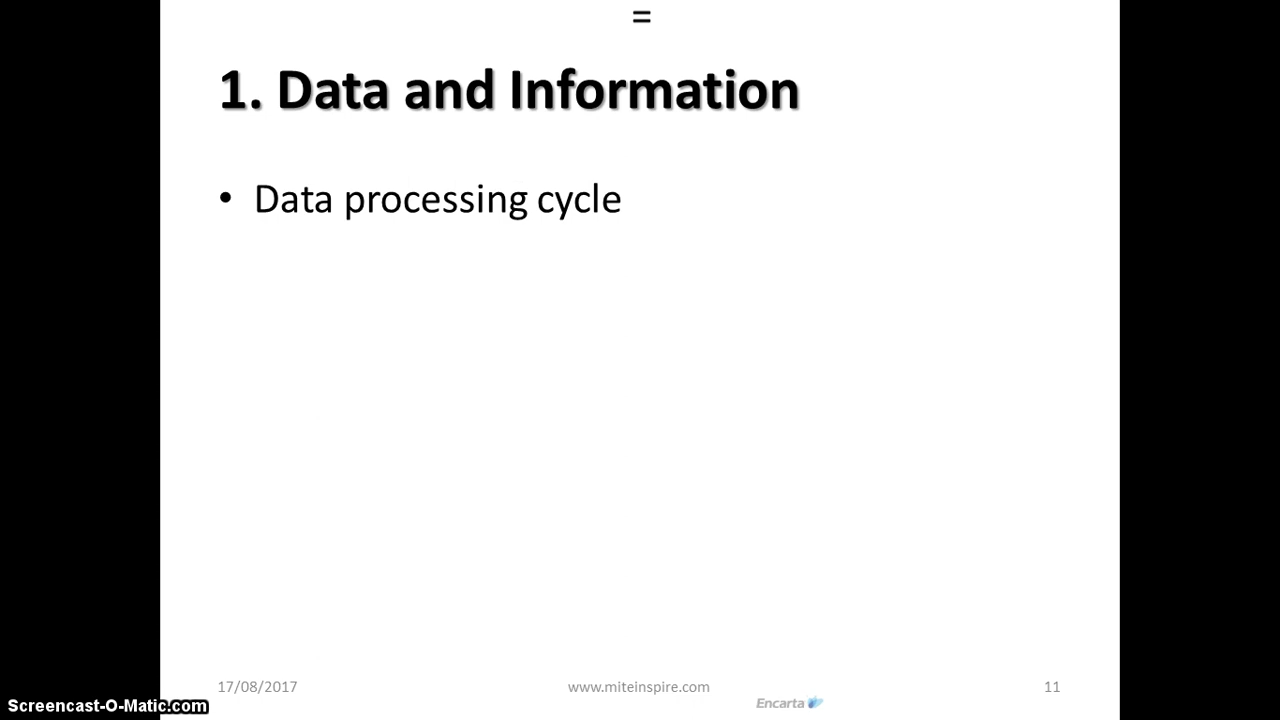 =
1. Data and Information
• Data processing cycle
17/08/2017
www.miteinspire.com
11
Encarta
Screencast-O-Matic.com